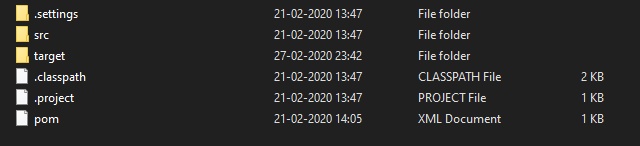 .settings 21-02-2020 13:47 File folder
src 21-02-2020 13:47 File folder
target 27-02-2020 23:42 File folder
.classpath 21-02-2020 13:47 CLASSPATH File 2 KB
.project 21-02-2020 13:47 PROJECT File 1 KB
pom 21-02-2020 14:05 XML Document 1 KB